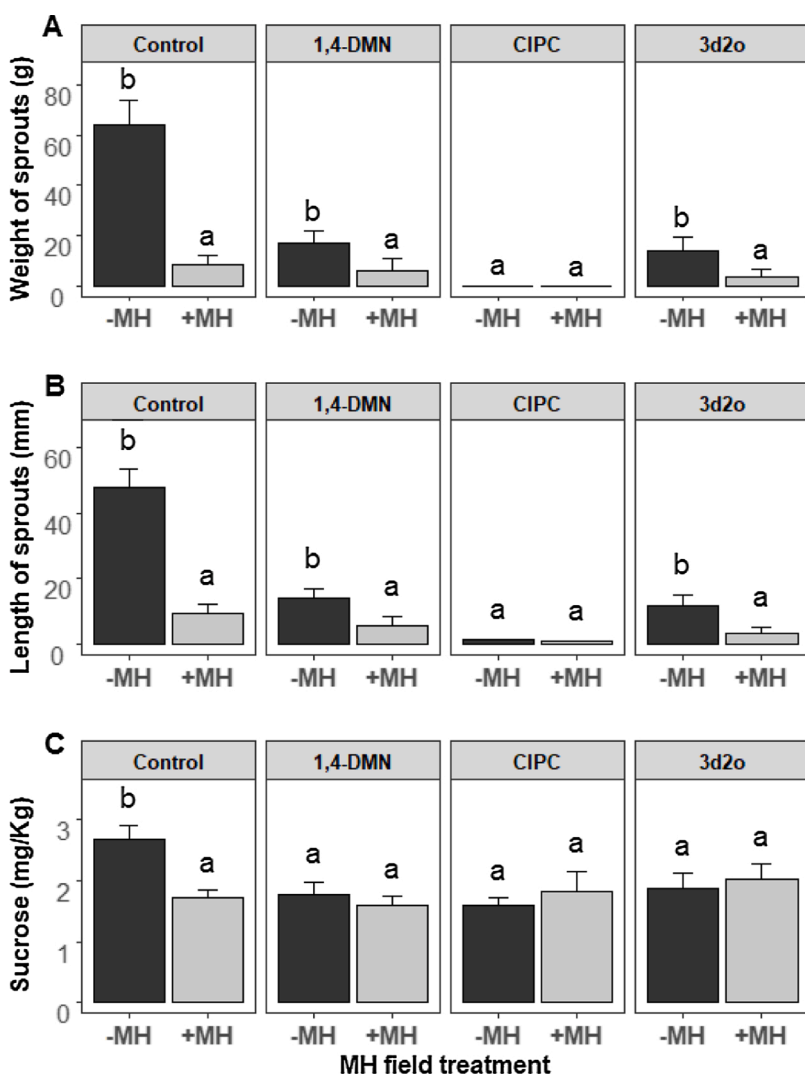 A
Control 1,4-DMN CIPC 3d2o
Weight of sprouts (g)
80
60
40
20
0
b a b a a a b a
-MH +MH -MH +MH -MH +MH -MH +MH
B
Control 1,4-DMN CIPC 3d2o
Length of sprouts (mm)
60
40
20
0
b a b a a a b a
-MH +MH -MH +MH -MH +MH -MH +MH
C
Control 1,4-DMN CIPC 3d2o
Sucrose (mg/Kg)
3
2
1
0
b a a a a a a a
-MH +MH -MH +MH -MH +MH -MH +MH
MH field treatment